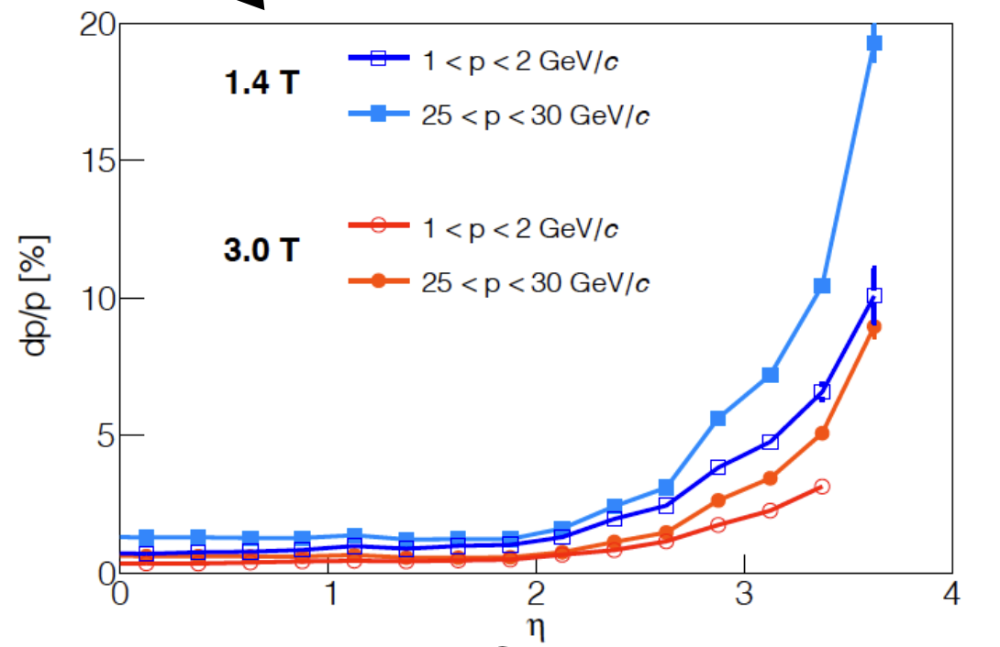 20
15
10
5
0
dp/p [%]
1.4 T
1 < p < 2 GeV/c
25 < p < 30 GeV/c
3.0 T
1 < p < 2 GeV/c
25 < p < 30 GeV/c
0 1 2 3 4
η